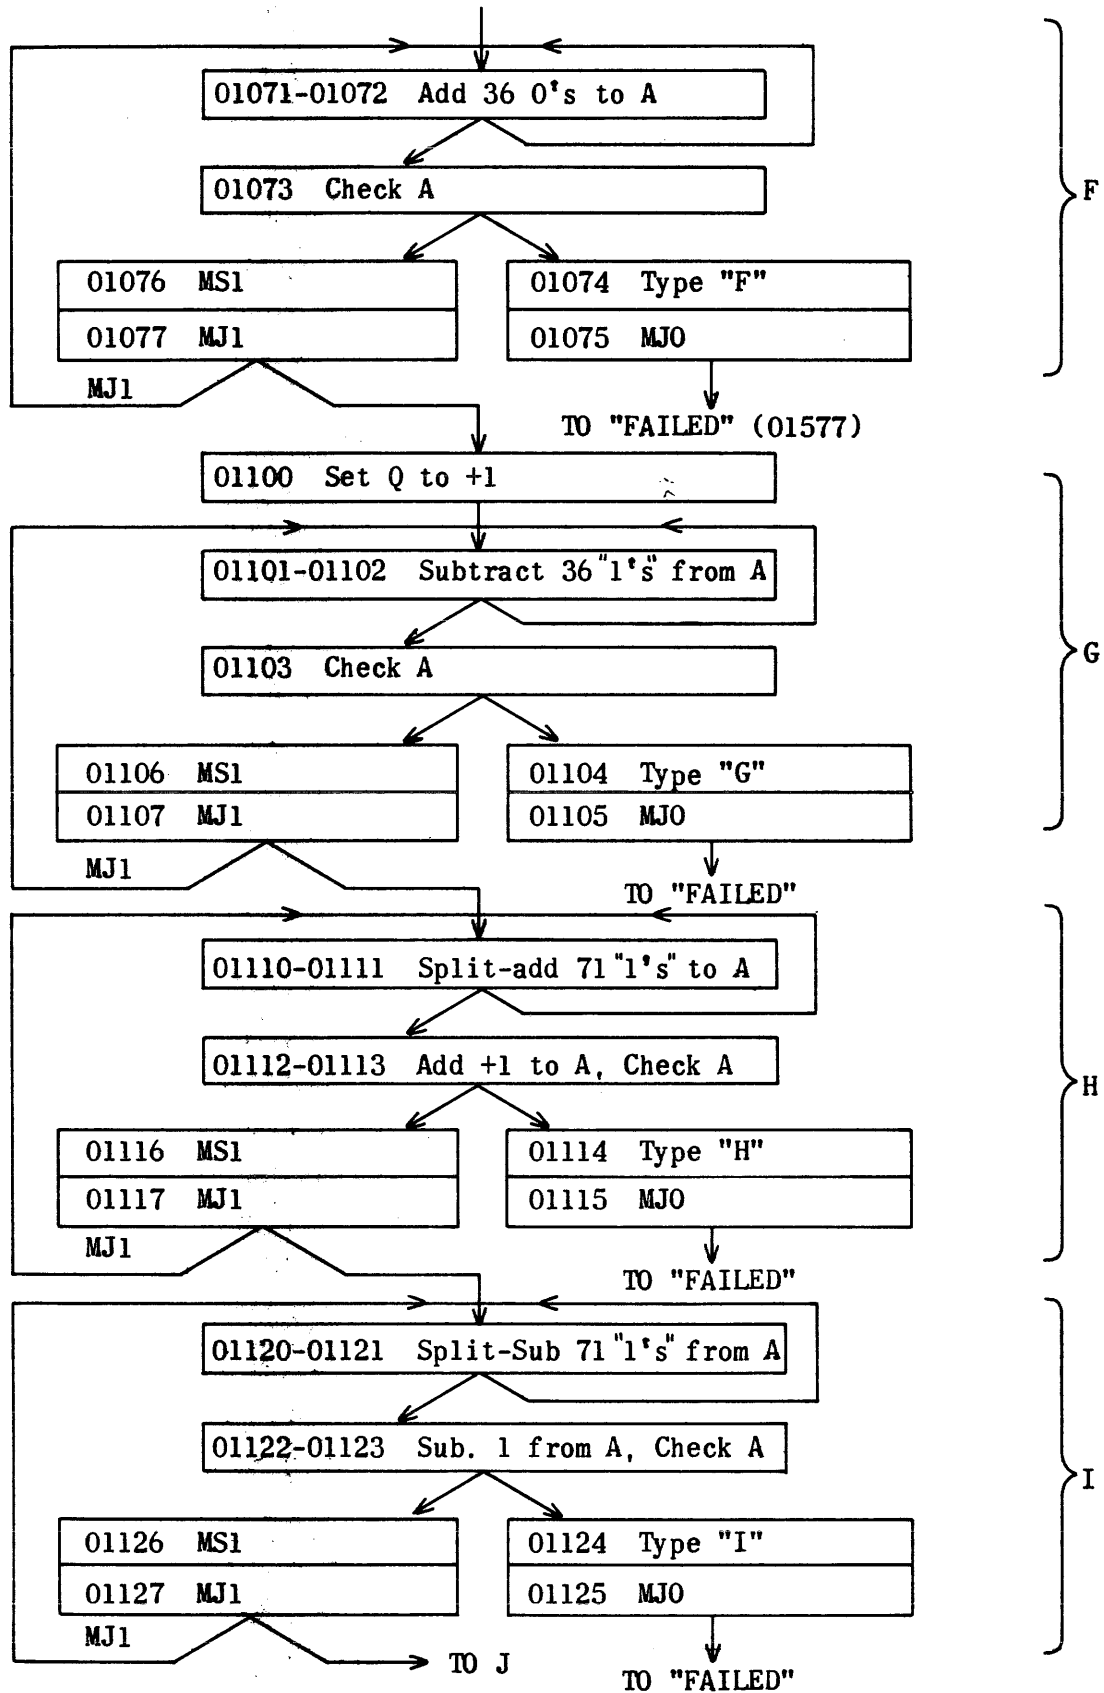 01071-01072 Add 36 0's to A
01073 Check A
F
01076 MS1
01074 Type "F"
01077 MJ1
01075 MJ0
MJ1
TO "FAILED" (01577)
01100 Set Q to +1
01101-01102 Subtract 36 "1's" from A
G
01103 Check A
01106 MS1
01104 Type "G"
01107 MJ1
01105 MJ0
MJ1
TO "FAILED"
01110-01111 Split-add 71 "1's" to A
01112-01113 Add +1 to A, Check A
H
01116 MS1
01114 Type "H"
01117 MJ1
01115 MJ0
MJ1
TO "FAILED"
01120-01121 Split-Sub 71 "1's" from A
01122-01123 Sub. 1 from A, Check A
I
01126 MS1
01124 Type "I"
01127 MJ1
01125 MJ0
MJ1
TO J
TO "FAILED"